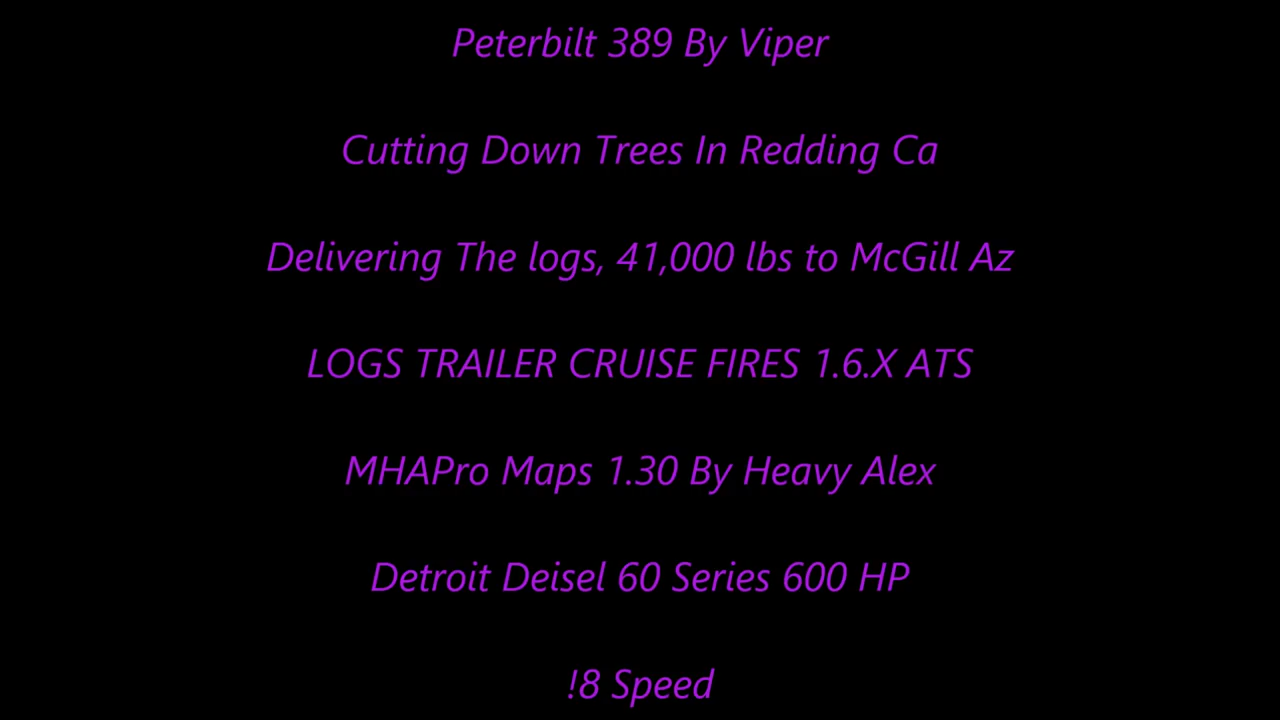 Peterbilt 389 By Viper
Cutting Down Trees In Redding Ca
Delivering The logs, 41,000 lbs to McGill Az
LOGS TRAILER CRUISE FIRES 1.6.X ATS
MHAPro Maps 1.30 By Heavy Alex
Detroit Deisel 60 Series 600 HP
!8 Speed